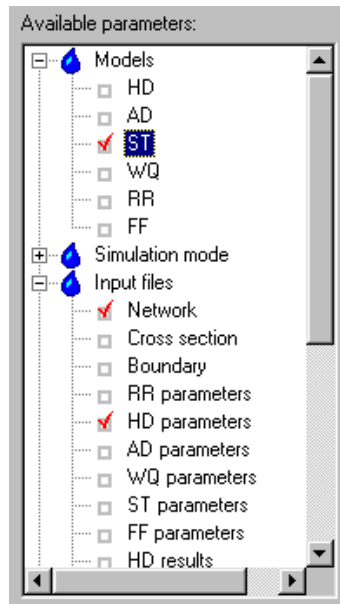 Available parameters:
Models
HD
AD
ST
WQ
RR
FF
Simulation mode
Input files
Network
Cross section
Boundary
RR parameters
HD parameters
AD parameters
WQ parameters
ST parameters
FF parameters
HD results